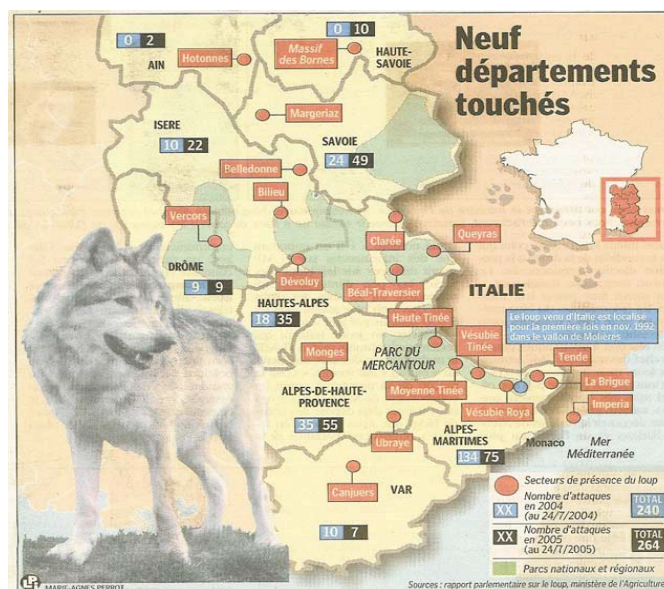 Neuf
départements
touchés
0 2
AIN
Hotonnes
Massif
des Bornes
0 10
HAUTE-
SAVOIE
Margeriaz
ISERE
10 22
SAVOIE
24 49
Belledonne
Bilieu
Vercors
DRÔME
9 9
Dévoluy
HAUTES-ALPES
18 35
Clarée
Queyras
Béal-Traversier
ITALIE
Le loup venu d'Italie est localisé
pour la première fois en nov. 1992
dans le vallon de Molières
Haute Tinée
Vésubie
Tinée
PARC DU
MERCANTOUR
Monges
ALPES-DE-HAUTE-
PROVENCE
35 55
Moyenne Tinée
Vésubie Roya
Tende
La Brigue
Imperia
Ubraye
ALPES-
MARITIMES
134 75
Monaco
Mer
Méditerranée
Canjuers
VAR
10 7
Secteurs de présence du loup
XX Nombre d'attaques
en 2004
(au 24/7/2004)
TOTAL
240
XX Nombre d'attaques
en 2005
(au 24/7/2005)
TOTAL
264
Parcs nationaux et régionaux
LP MARIE-AGNES PERROT
Sources : rapport parlementaire sur le loup, ministère de l'Agriculture